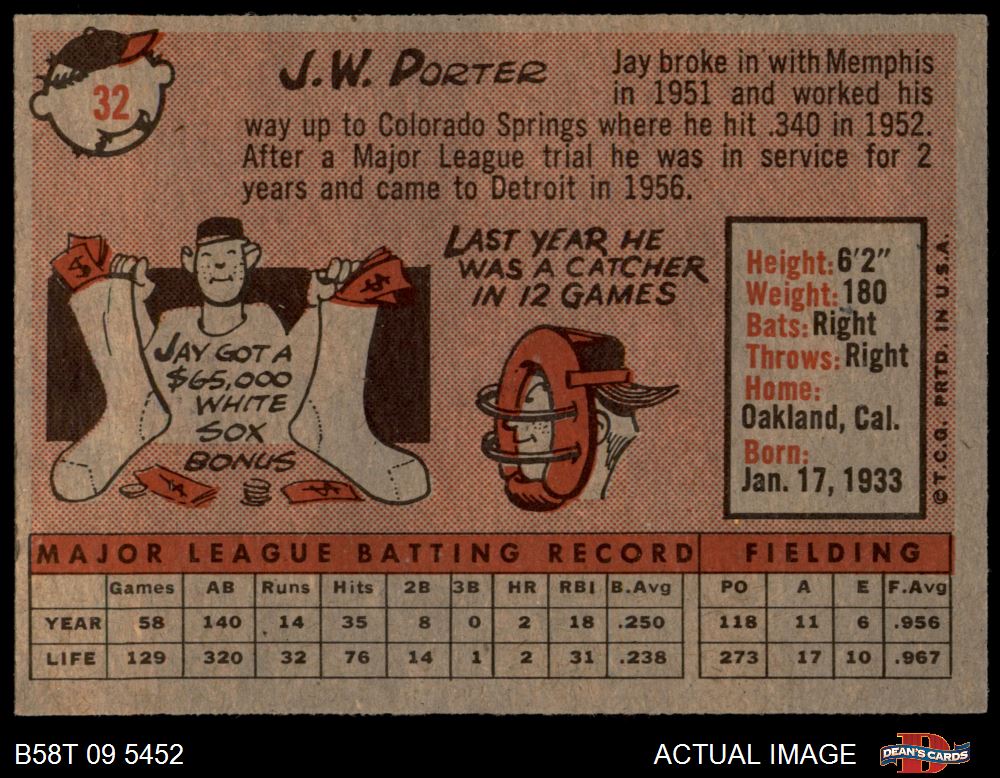 32
J.W. PORTER
Jay broke in with Memphis
in 1951 and worked his
way up to Colorado Springs where he hit .340 in 1952.
After a Major League trial he was in service for 2
years and came to Detroit in 1956.
JAY GOT A
$65,000
WHITE
SOX
BONUS
LAST YEAR HE
WAS A CATCHER
IN 12 GAMES
Height: 6'2"
Weight: 180
Bats: Right
Throws: Right
Home:
Oakland, Cal.
Born:
Jan. 17, 1933
© T.C.G. PRTD. IN U.S.A.
MAJOR LEAGUE BATTING RECORD FIELDING
Games AB Runs Hits 2B 3B HR RBI B.Avg PO A E F.Avg
YEAR 58 140 14 35 8 0 2 18 .250 118 11 6 .956
LIFE 129 320 32 76 14 1 2 31 .238 273 17 10 .967
B58T 09 5452 ACTUAL IMAGE DEAN'S CARDS